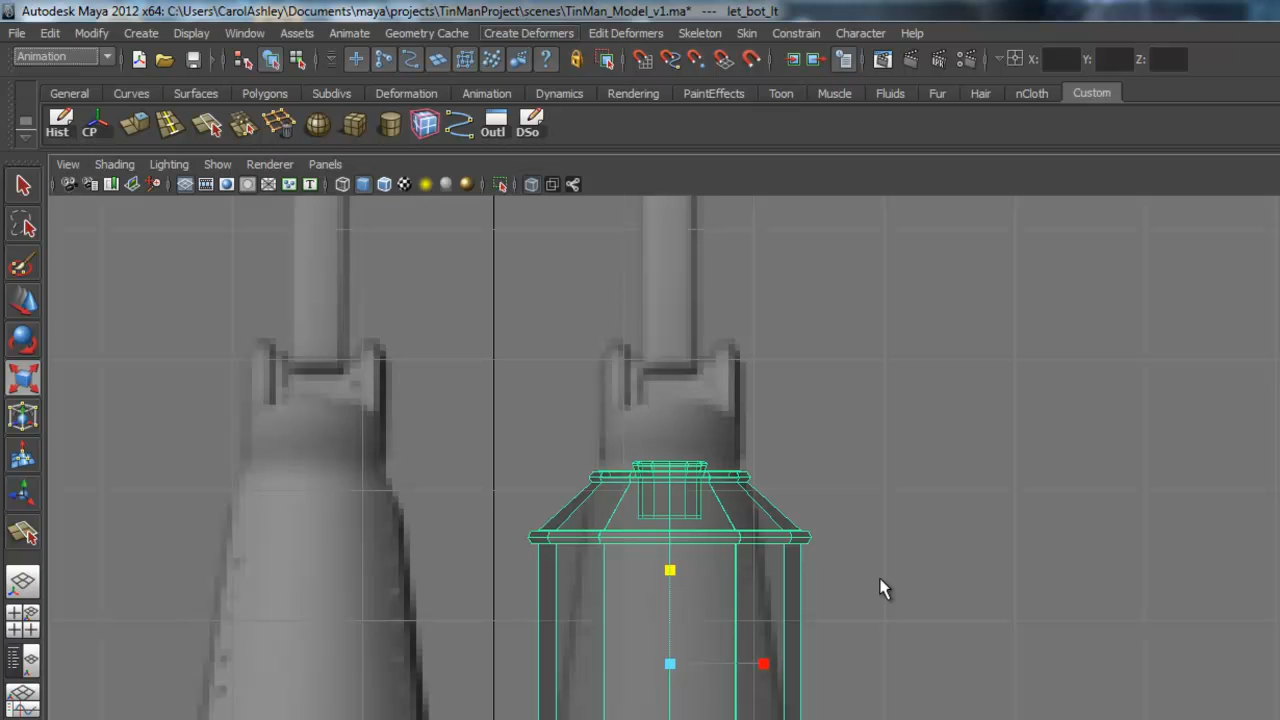 Autodesk Maya 2012 x64: C:\Users\CarolAshley\Documents\maya\projects\TinManProject\scenes\TinMan_Model_v1.ma* --- let_bot_lt
File Edit Modify Create Display Window Assets Animate Geometry Cache Create Deformers Edit Deformers Skeleton Skin Constrain Character Help
Animation X: Y: Z:
General Curves Surfaces Polygons Subdivs Deformation Animation Dynamics Rendering PaintEffects Toon Muscle Fluids Fur Hair nCloth Custom
Hist CP Outl DSo
View Shading Lighting Show Renderer Panels